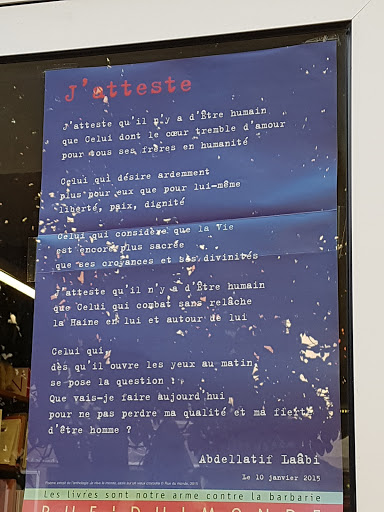 J'atteste
J'atteste qu'il n'y a d'Être humain
que Celui dont le cœur tremble d'amour
pour tous ses frères en humanité
Celui qui désire ardemment
plus pour eux que pour lui-même
liberté, paix, dignité
Celui qui considère que la Vie
est encore plus sacrée
que ses croyances et ses divinités
J'atteste qu'il n'y a d'Être humain
que Celui qui combat sans relâche
la Haine en lui et autour de lui
Celui qui,
dès qu'il ouvre les yeux au matin,
se pose la question :
Que vais-je faire aujourd'hui
pour ne pas perdre ma qualité et ma fierté
d'être homme ?
Abdellatif Laâbi
Le 10 janvier 2015
Les livres sont notre arme contre la barbarie
RUE DU MONDE